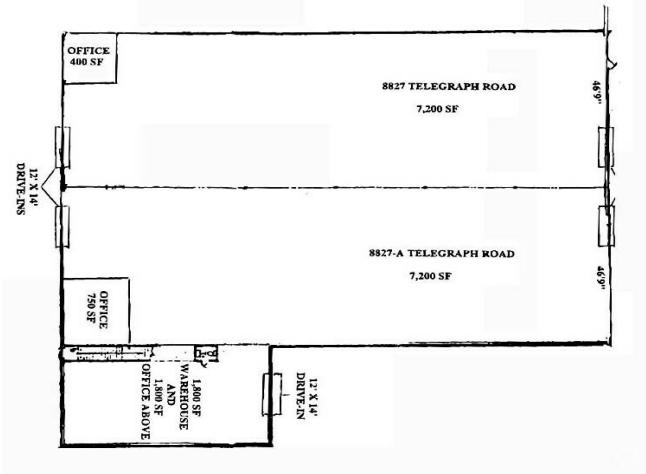 OFFICE
400 SF
8827 TELEGRAPH ROAD
7,200 SF
46'9"
12' X 14'
DRIVE-INS
8827-A TELEGRAPH ROAD
7,200 SF
46'9"
OFFICE
750 SF
1,800 SF
WAREHOUSE
AND
1,800 SF
OFFICE ABOVE
12' X 14'
DRIVE-IN